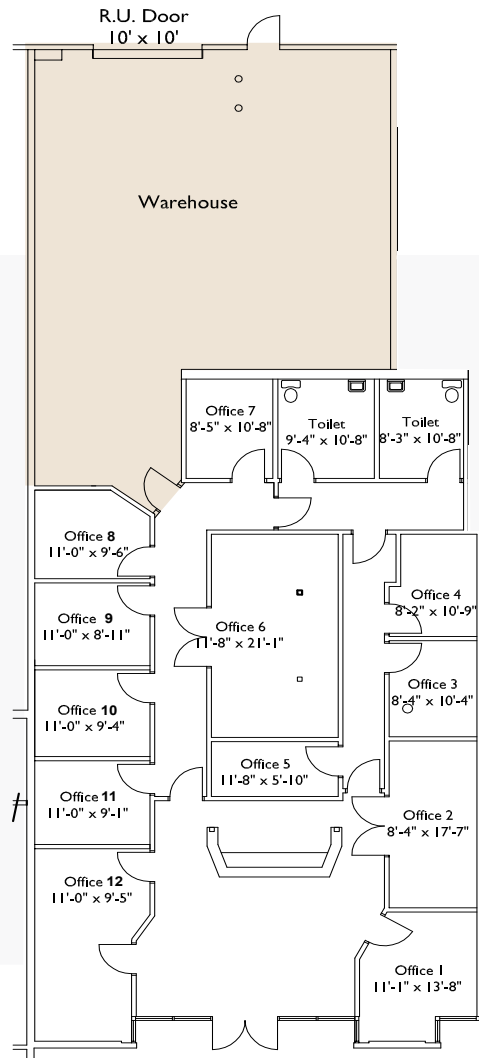 R.U. Door
10' x 10'
Warehouse
Office 7
8'-5" x 10'-8"
Toilet
9'-4" x 10'-8"
Toilet
8'-3" x 10'-8"
Office 8
11'-0" x 9'-6"
Office 9
11'-0" x 8'-11"
Office 6
11'-8" x 21'-1"
Office 4
8'-2" x 10'-9"
Office 3
8'-4" x 10'-4"
Office 10
11'-0" x 9'-4"
Office 5
11'-8" x 5'-10"
Office 11
11'-0" x 9'-1"
Office 2
8'-4" x 17'-7"
Office 12
11'-0" x 9'-5"
Office 1
11'-1" x 13'-8"